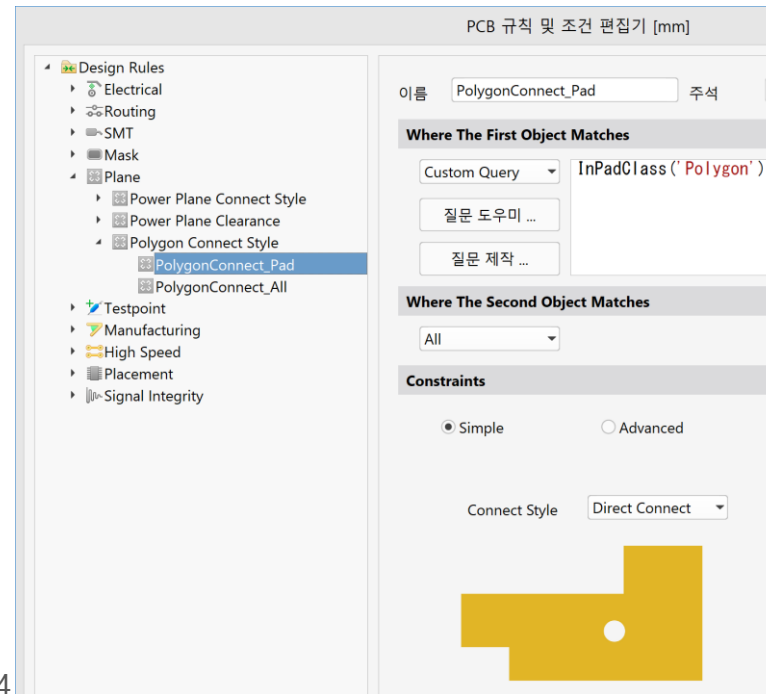 PCB 규칙 및 조건 편집기 [mm]
Design Rules
Electrical
Routing
SMT
Mask
Plane
Power Plane Connect Style
Power Plane Clearance
Polygon Connect Style
PolygonConnect_Pad
PolygonConnect_All
Testpoint
Manufacturing
High Speed
Placement
Signal Integrity
이름 PolygonConnect_Pad 주석
Where The First Object Matches
Custom Query InPadClass('Polygon')
질문 도우미 ...
질문 제작 ...
Where The Second Object Matches
All
Constraints
Simple Advanced
Connect Style Direct Connect
4